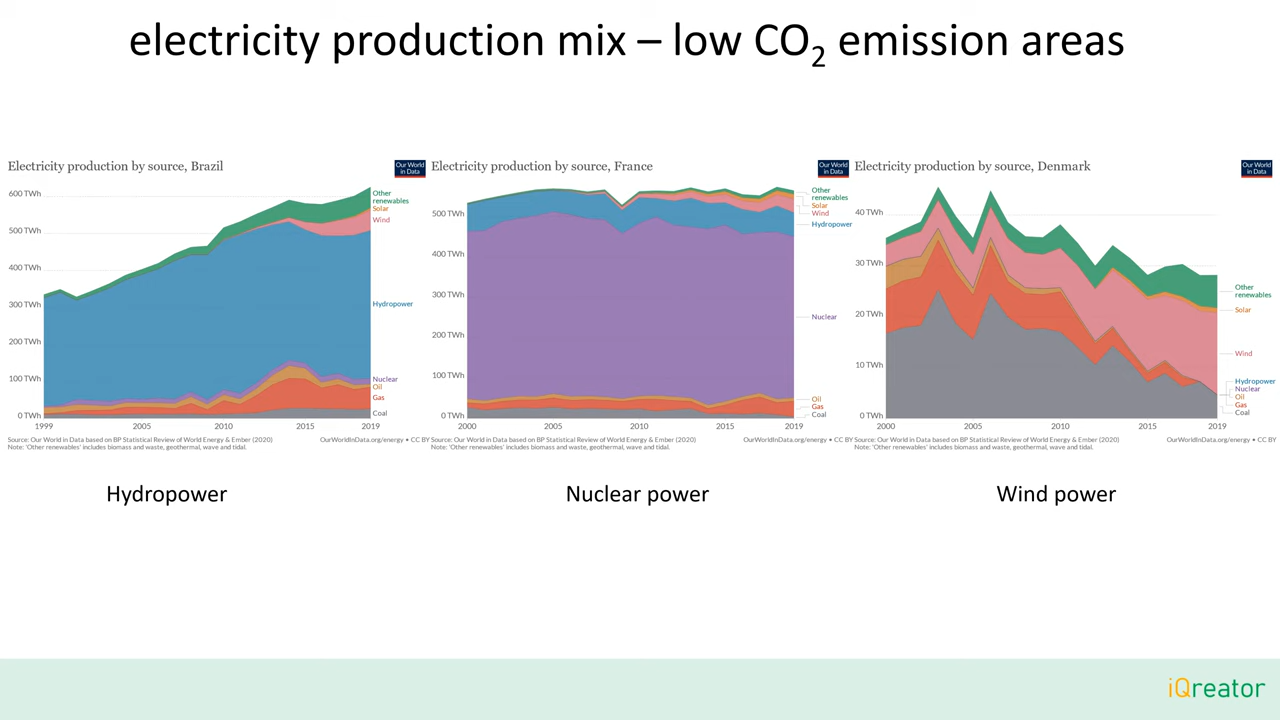 electricity production mix – low CO2 emission areas
Electricity production by source, Brazil
Our World
in Data
600 TWh
500 TWh
400 TWh
300 TWh
200 TWh
100 TWh
0 TWh
1999
2005
2010
2015
2019
Other
renewables
Solar
Wind
Hydropower
Nuclear
Oil
Gas
Coal
Source: Our World in Data based on BP Statistical Review of World Energy & Ember (2020)
OurWorldInData.org/energy • CC BY
Note: 'Other renewables' includes biomass and waste, geothermal, wave and tidal.
Hydropower
Electricity production by source, France
Our World
in Data
500 TWh
400 TWh
300 TWh
200 TWh
100 TWh
0 TWh
2000
2005
2010
2015
2019
Other
renewables
Solar
Wind
Hydropower
Nuclear
Oil
Gas
Coal
Source: Our World in Data based on BP Statistical Review of World Energy & Ember (2020)
OurWorldInData.org/energy • CC BY
Note: 'Other renewables' includes biomass and waste, geothermal, wave and tidal.
Nuclear power
Electricity production by source, Denmark
Our World
in Data
40 TWh
30 TWh
20 TWh
10 TWh
0 TWh
2000
2005
2010
2015
2019
Other
renewables
Solar
Wind
Hydropower
Nuclear
Oil
Gas
Coal
Source: Our World in Data based on BP Statistical Review of World Energy & Ember (2020)
OurWorldInData.org/energy • CC BY
Note: 'Other renewables' includes biomass and waste, geothermal, wave and tidal.
Wind power
iQreator